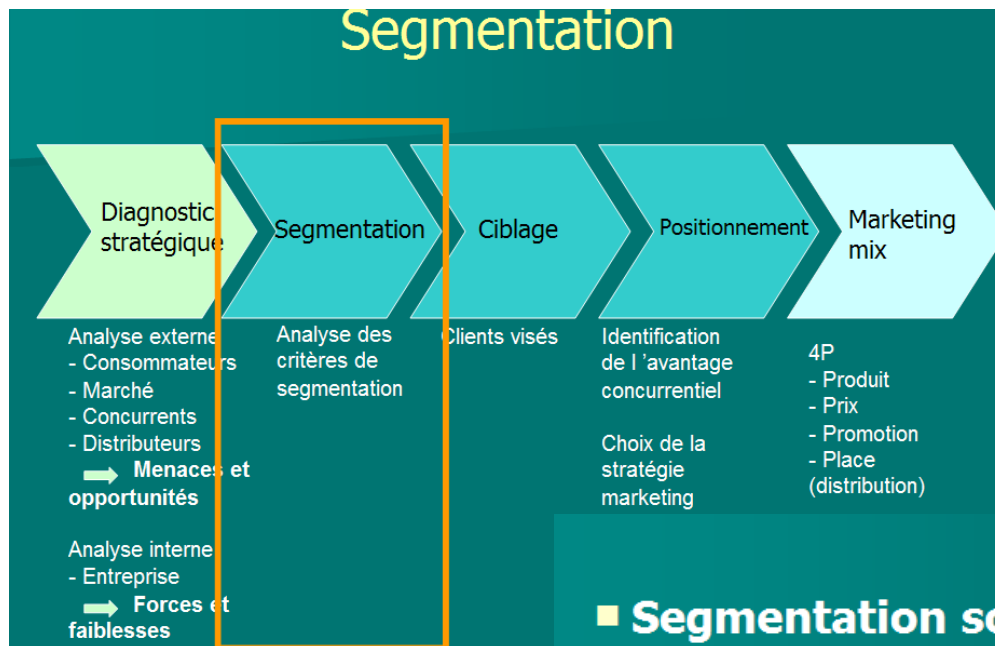 Segmentation
Diagnostic
stratégique
Segmentation
Ciblage
Positionnement
Marketing
mix
Analyse externe
- Consommateurs
- Marché
- Concurrents
- Distributeurs
Menaces et
opportunités
Analyse interne
- Entreprise
Forces et
faiblesses
Analyse des
critères de
segmentation
Clients visés
Identification
de l 'avantage
concurrentiel
Choix de la
stratégie
marketing
4P
- Produit
- Prix
- Promotion
- Place
(distribution)
Segmentation